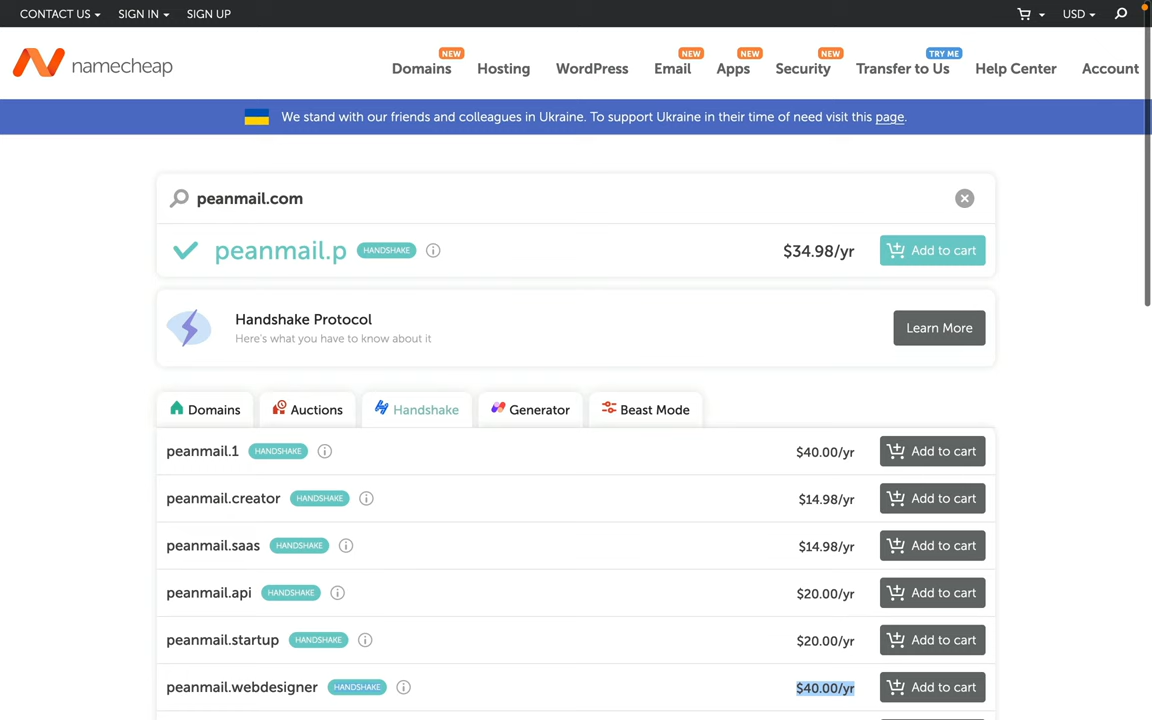 CONTACT US SIGN IN SIGN UP USD
namecheap
NEW NEW NEW NEW TRY ME
Domains Hosting WordPress Email Apps Security Transfer to Us Help Center Account
We stand with our friends and colleagues in Ukraine. To support Ukraine in their time of need visit this page.
peanmail.com
peanmail.p HANDSHAKE $34.98/yr Add to cart
Handshake Protocol
Here's what you have to know about it
Learn More
Domains Auctions Handshake Generator Beast Mode
peanmail.1 HANDSHAKE $40.00/yr Add to cart
peanmail.creator HANDSHAKE $14.98/yr Add to cart
peanmail.saas HANDSHAKE $14.98/yr Add to cart
peanmail.api HANDSHAKE $20.00/yr Add to cart
peanmail.startup HANDSHAKE $20.00/yr Add to cart
peanmail.webdesigner HANDSHAKE $40.00/yr Add to cart